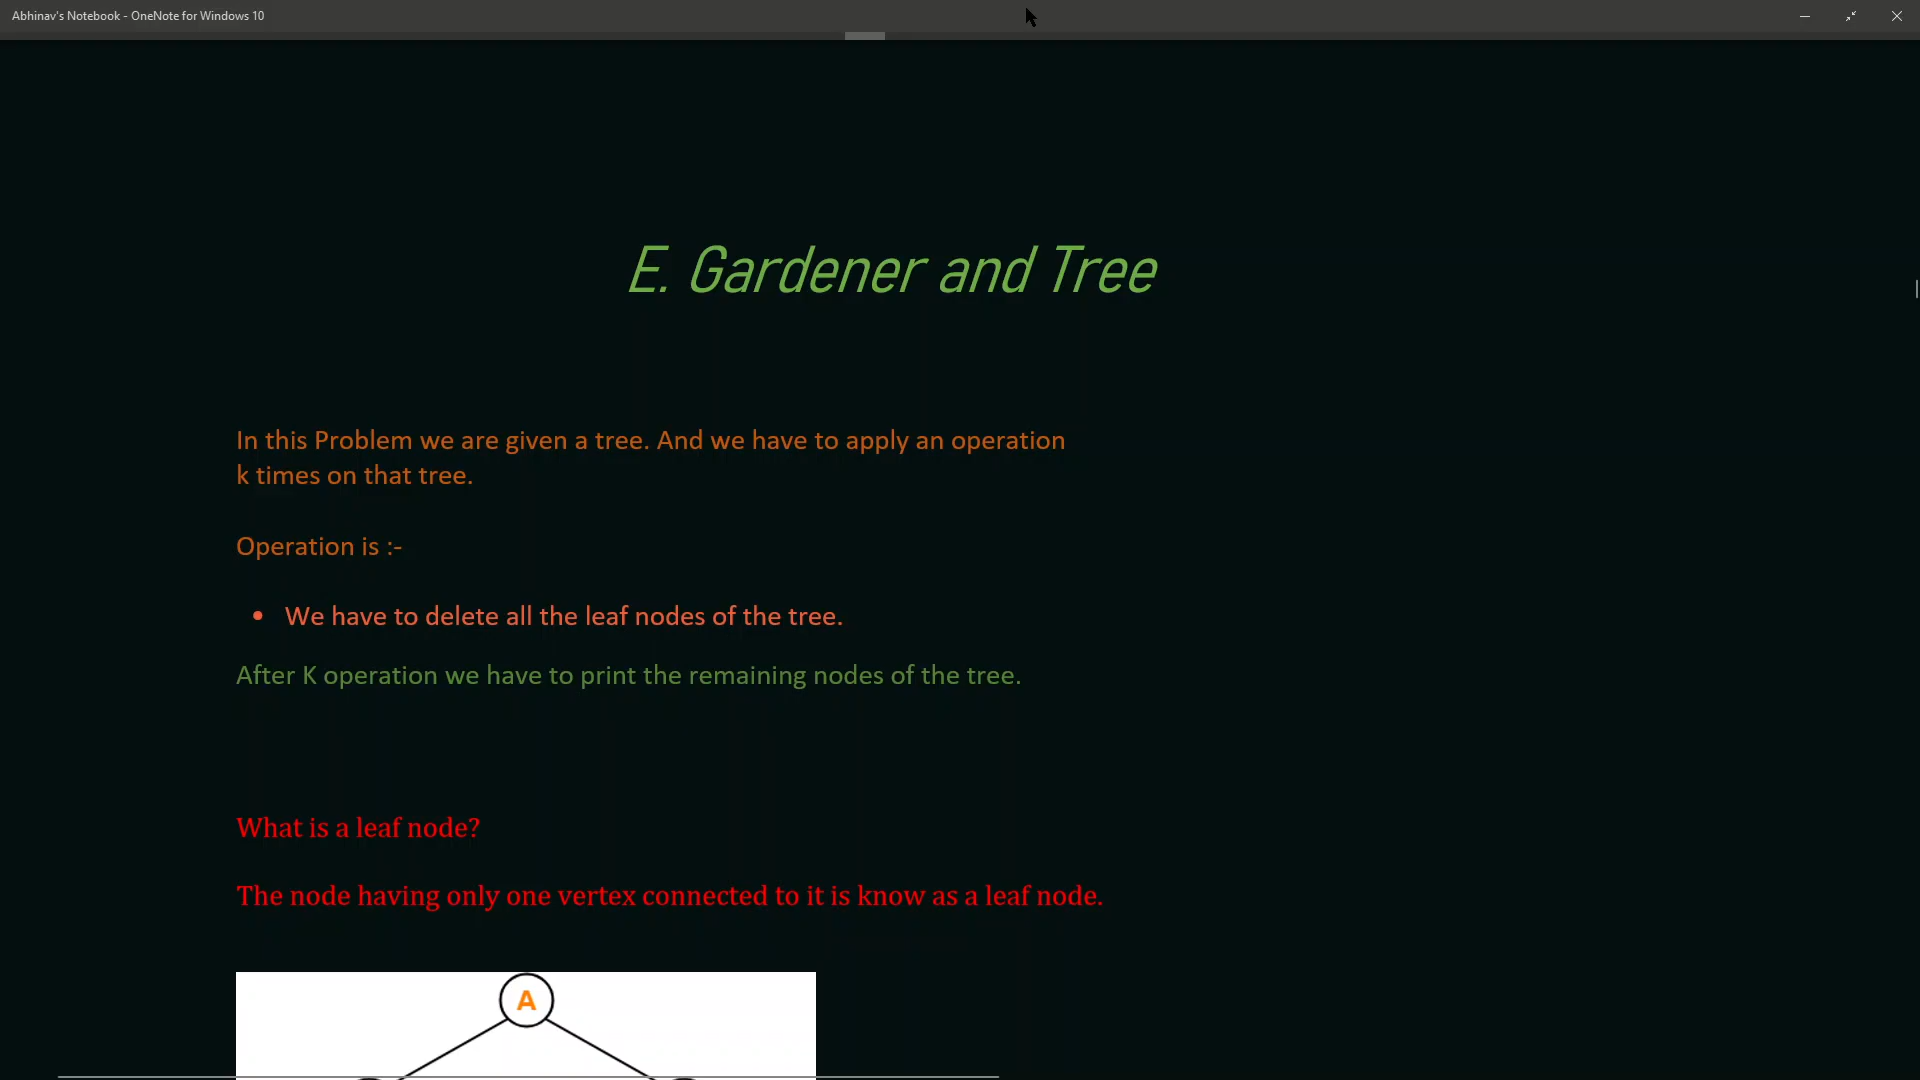 Abhinav's Notebook - OneNote for Windows 10
E. Gardener and Tree
In this Problem we are given a tree. And we have to apply an operation
k times on that tree.
Operation is :-
• We have to delete all the leaf nodes of the tree.
After K operation we have to print the remaining nodes of the tree.
What is a leaf node?
The node having only one vertex connected to it is know as a leaf node.
A